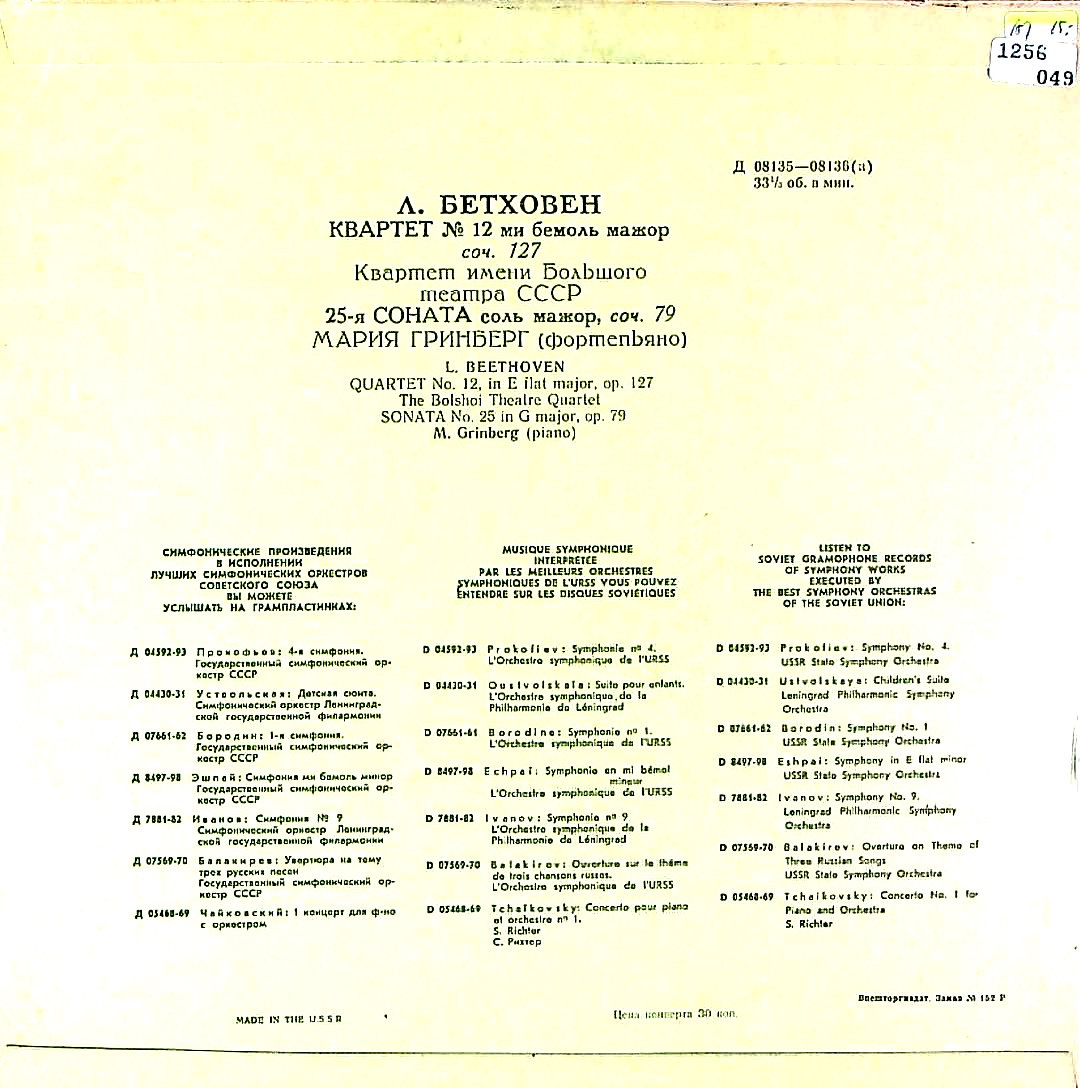 1256
049
Д 08135—08136(а)
33⅓ об. в мин.
Л. БЕТХОВЕН
КВАРТЕТ № 12 ми бемоль мажор
соч. 127
Квартет имени Большого
театра СССР
25-я СОНАТА соль мажор, соч. 79
МАРИЯ ГРИНБЕРГ (фортепьяно)
L. BEETHOVEN
QUARTET No. 12, in E flat major, op. 127
The Bolshoi Theatre Quartet
SONATA No. 25 in G major, op. 79
M. Grinberg (piano)
СИМФОНИЧЕСКИЕ ПРОИЗВЕДЕНИЯ
В ИСПОЛНЕНИИ
ЛУЧШИХ СИМФОНИЧЕСКИХ ОРКЕСТРОВ
СОВЕТСКОГО СОЮЗА
ВЫ МОЖЕТЕ
УСЛЫШАТЬ НА ГРАМПЛАСТИНКАХ:
Д 04592-93 Прокофьев: 4-я симфония.
Государственный симфонический ор-
кестр СССР
Д 04430-31 Уствольская: Детская сюита.
Симфонический оркестр Ленинград-
ской государственной филармонии
Д 07661-62 Бородин: 1-я симфония.
Государственный симфонический ор-
кестр СССР
Д 8497-98 Эшпай: Симфония ми бемоль минор
Государственный симфонический ор-
кестр СССР
Д 7881-82 Иванов: Симфония № 9
Симфонический оркестр Ленинград-
ской государственной филармонии
Д 07569-70 Балакирев: Увертюра на тему
трех русских песен
Государственный симфонический ор-
кестр СССР
Д 05468-69 Чайковский: 1 концерт для ф-но
с оркестром
MUSIQUE SYMPHONIQUE
INTERPRÉTÉE
PAR LES MEILLEURS ORCHESTRES
SYMPHONIQUES DE L'URSS VOUS POUVEZ
ENTENDRE SUR LES DISQUES SOVIÉTIQUES
D 04592-93 Prokofiev: Symphonie nº 4.
L'Orchestre symphonique de l'URSS
D 04430-31 Oustvolskaïa: Suite pour enfants.
L'Orchestre symphonique de la
Philharmonie de Léningrad
D 07661-61 Borodine: Symphonie nº 1.
L'Orchestre symphonique de l'URSS
D 8497-98 Echpaï: Symphonie en mi bémol
mineur
L'Orchestre symphonique de l'URSS
D 7881-82 Ivanov: Symphonie nº 9
L'Orchestre symphonique de la
Philharmonie de Léningrad
D 07569-70 Balakirov: Ouverture sur le thème
de trois chansons russes.
L'Orchestre symphonique de l'URSS
D 05468-69 Tchaïkovsky: Concerto pour piano
et orchestre nº 1.
S. Richter
С. Рихтер
LISTEN TO
SOVIET GRAMOPHONE RECORDS
OF SYMPHONY WORKS
EXECUTED BY
THE BEST SYMPHONY ORCHESTRAS
OF THE SOVIET UNION:
D 04592-93 Prokofiev: Symphony No. 4.
USSR State Symphony Orchestra
D 04430-31 Ustvolskaya: Children's Suite
Leningrad Philharmonic Symphony
Orchestra
D 07661-62 Borodin: Symphony No. 1
USSR State Symphony Orchestra
D 8497-98 Eshpai: Symphony in E flat minor
USSR State Symphony Orchestra
D 7881-82 Ivanov: Symphony No. 9.
Leningrad Philharmonic Symphony
Orchestra
D 07569-70 Balakirev: Overture on Theme of
Three Russian Songs
USSR State Symphony Orchestra
D 05468-69 Tchaikovsky: Concerto No. 1 for
Piano and Orchestra
S. Richter
Внешторгиздат. Заказ № 152 Р
MADE IN THE USSR
Цена конверта 30 коп.